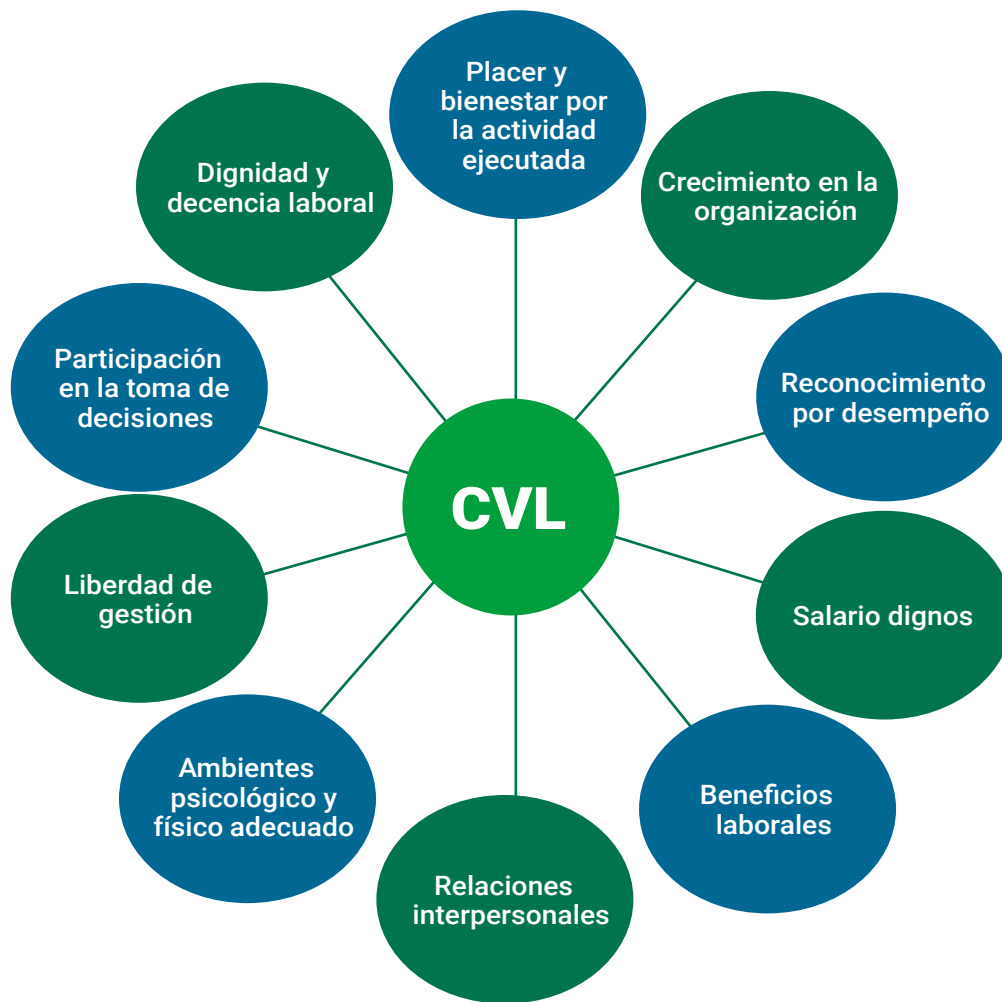 Placer y
bienestar por
la actividad
ejecutada
Crecimiento en la
organización
Reconocimiento
por desempeño
Salario dignos
Beneficios
laborales
Relaciones
interpersonales
Ambientes
psicológico y
físico adecuado
Liberdad de
gestión
Participación
en la toma de
decisiones
Dignidad y
decencia laboral
CVL